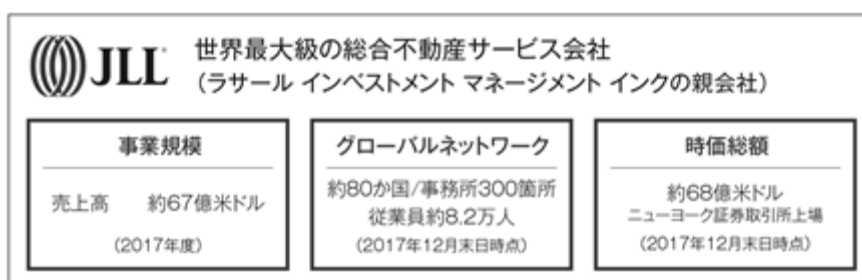 JLL 世界最大級の総合不動産サービス会社
（ラサール インベストメント マネージメント インクの親会社）
事業規模
売上高 約67億米ドル
（2017年度）
グローバルネットワーク
約80か国/事務所300箇所
従業員約8.2万人
（2017年12月末日時点）
時価総額
約68億米ドル
ニューヨーク証券取引所上場
（2017年12月末日時点）